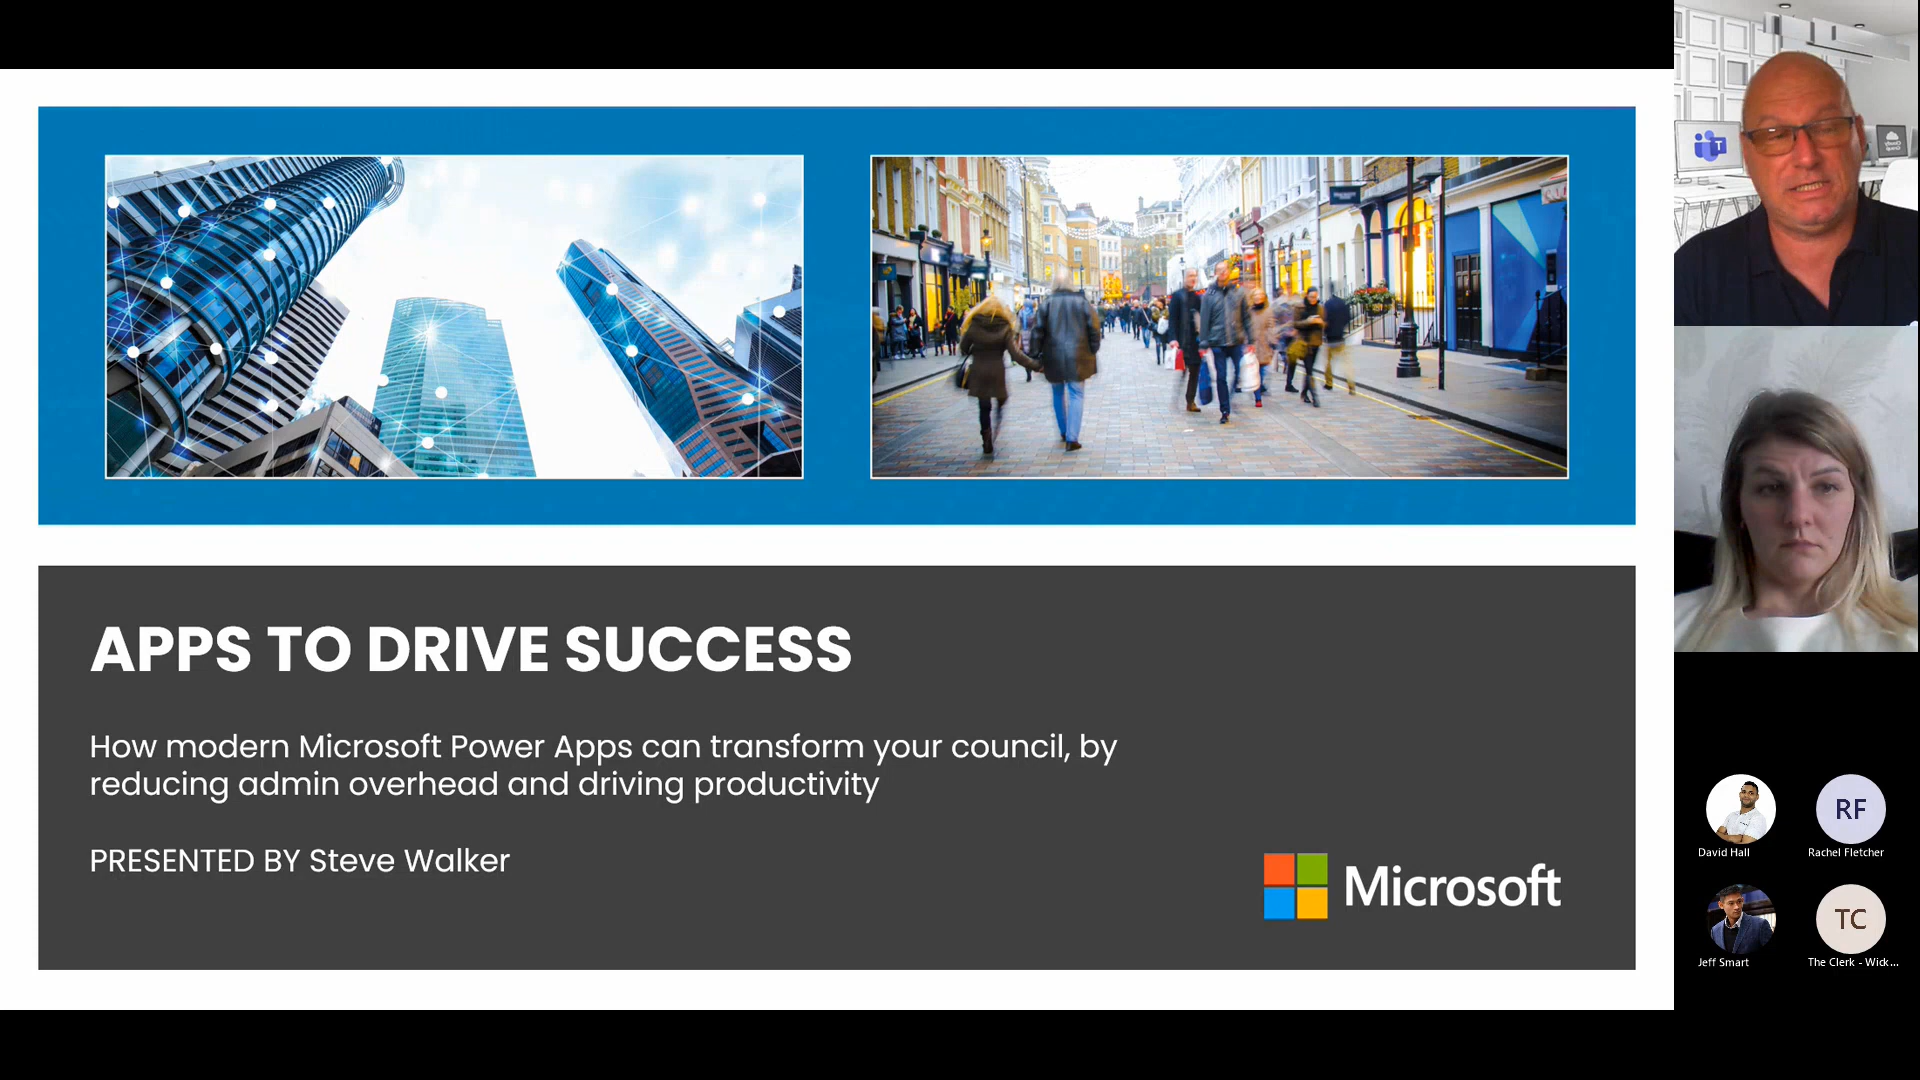 APPS TO DRIVE SUCCESS
How modern Microsoft Power Apps can transform your council, by
reducing admin overhead and driving productivity
PRESENTED BY Steve Walker
Microsoft
T
RF
David Hall
Rachel Fletcher
TC
Jeff Smart
The Clerk - Wick...